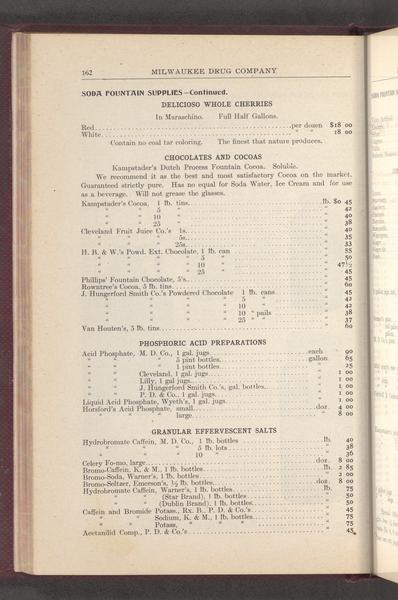 162 MILWAUKEE DRUG COMPANY
SODA FOUNTAIN SUPPLIES—Continued.
DELICIOSO WHOLE CHERRIES
In Maraschino. Full Half Gallons.
Red per dozen $18 00
White " " 18 00
Contain no coal tar coloring. The finest that nature produces.
CHOCOLATES AND COCOAS
Kampstader's Dutch Process Fountain Cocoa. Soluble.
We recommend it as the best and most satisfactory Cocoa on the market.
Guaranteed strictly pure. Has no equal for Soda Water, Ice Cream and for use
as a beverage. Will not grease the glasses.
Kampstader's Cocoa, 1 lb. tins lb. $0 45
" " 5 " " 42
" " 10 " " 40
" " 25 " " 38
Cleveland Fruit Juice Co.'s 1s " 40
" " " " 5s " 35
" " " " 25s " 33
H. B. & W.'s Powd. Ext. Chocolate, 1 lb. can " 55
" " " " 5 " " 50
" " " " 10 " " 47½
" " " " 25 " " 45
Phillips' Fountain Chocolate, 5's " 45
Rowntree's Cocoa, 5 lb. tins " 60
J. Hungerford Smith Co.'s Powdered Chocolate 1 lb. cans " 45
" " " " 5 " " 42
" " " " 10 " " 42
" " " " 10 " pails " 38
" " " " 25 " " " 37
Van Houten's, 5 lb. tins " 60
PHOSPHORIC ACID PREPARATIONS
Acid Phosphate, M. D. Co., 1 gal. jugs each 90
" " " 5 pint bottles gallon 65
" " " 1 pint bottles 25
" " Cleveland, 1 gal. jugs " 1 00
" " Lilly, 1 gal jugs " 1 00
" " J. Hungerford Smith Co.'s, gal. bottles " 1 00
" " P. D. & Co., 1 gal. jugs " 1 00
Liquid Acid Phosphate, Wyeth's, 1 gal. jugs " 1 00
Horsford's Acid Phosphate, small doz. 4 00
" " " large " 8 00
GRANULAR EFFERVESCENT SALTS
Hydrobromate Caffein, M. D. Co., 1 lb. bottles lb. 40
" " " 5 lb. lots " 38
" " " 10 " " 36
Celery Fo-mo, large doz. 8 00
Bromo-Caffein, K. & M., 1 lb. bottles lb. 2 85
Bromo-Soda, Warner's, 1 lb. bottles " 2 00
Bromo-Seltzer, Emerson's, ½ lb. bottles doz. 8 00
Hydrobromate Caffein, Warner's, 1 lb. bottles lb. 75
" " (Star Brand), 1 lb. bottles " 50
" " (Dublin Brand), 1 lb. bottles " 50
Caffein and Bromide Potass., Rx. B., P. D. & Co.'s " 45
" " Sodium, K. & M., 1 lb. bottles " 75
" " Potass, " " " " 75
Acetanilid Comp., P. D. & Co.'s " 45